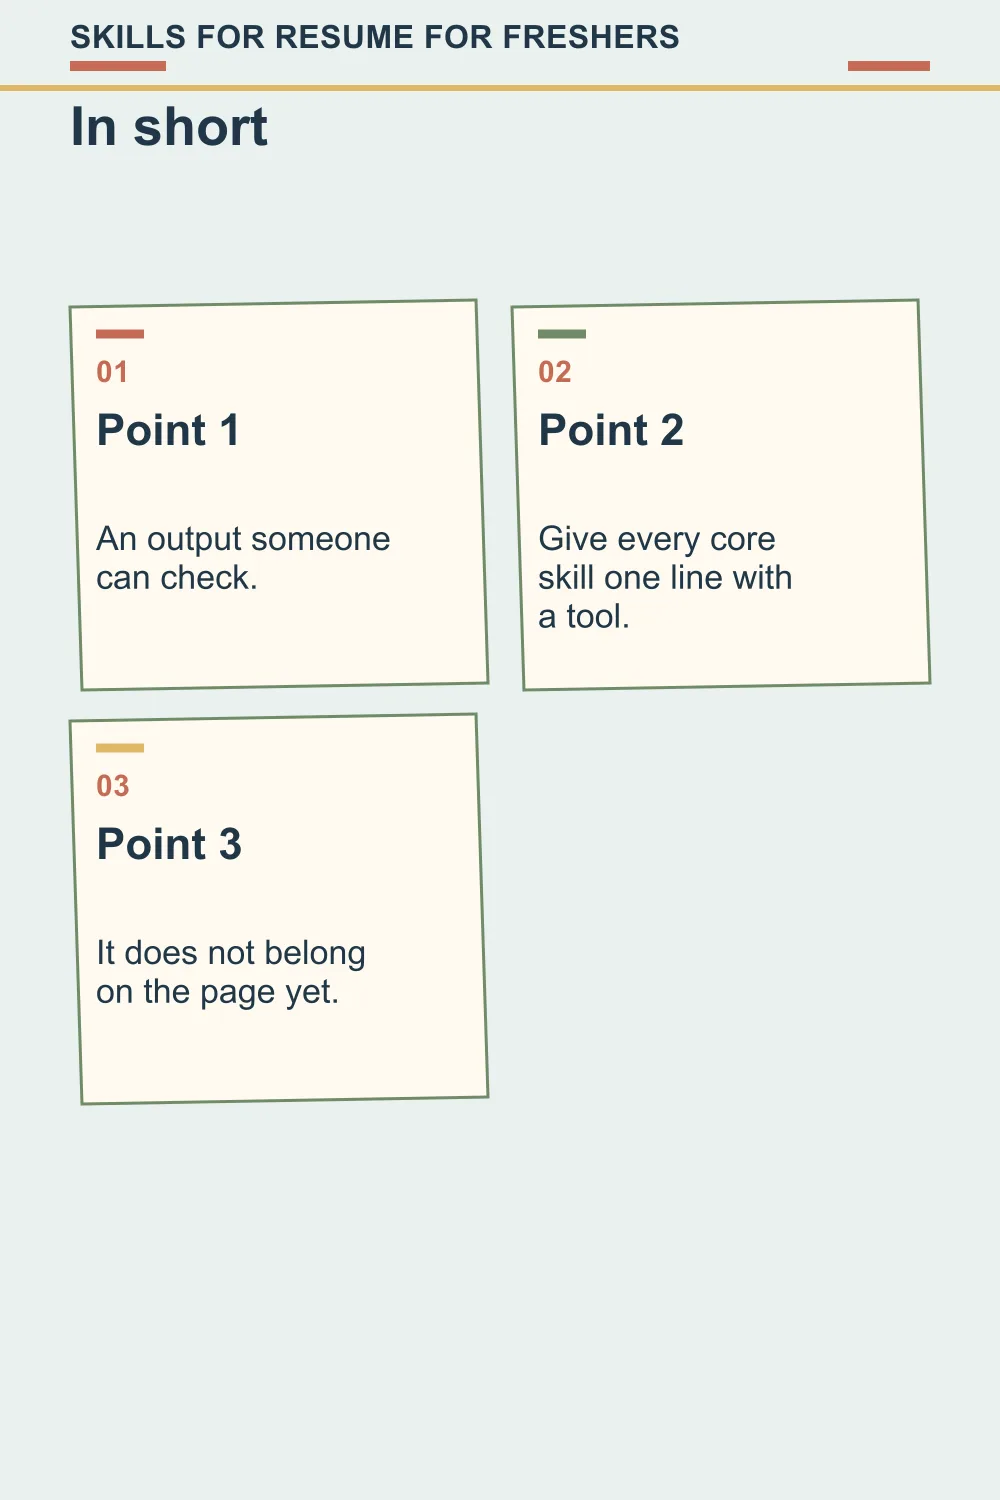 SKILLS FOR RESUME FOR FRESHERS
In short
01
Point 1
An output someone
can check.
02
Point 2
Give every core
skill one line with
a tool.
03
Point 3
It does not belong
on the page yet.